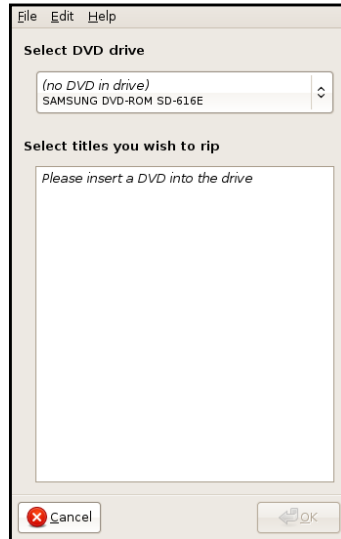 File Edit Help
Select DVD drive
(no DVD in drive)
SAMSUNG DVD-ROM SD-616E
Select titles you wish to rip
Please insert a DVD into the drive
Cancel OK